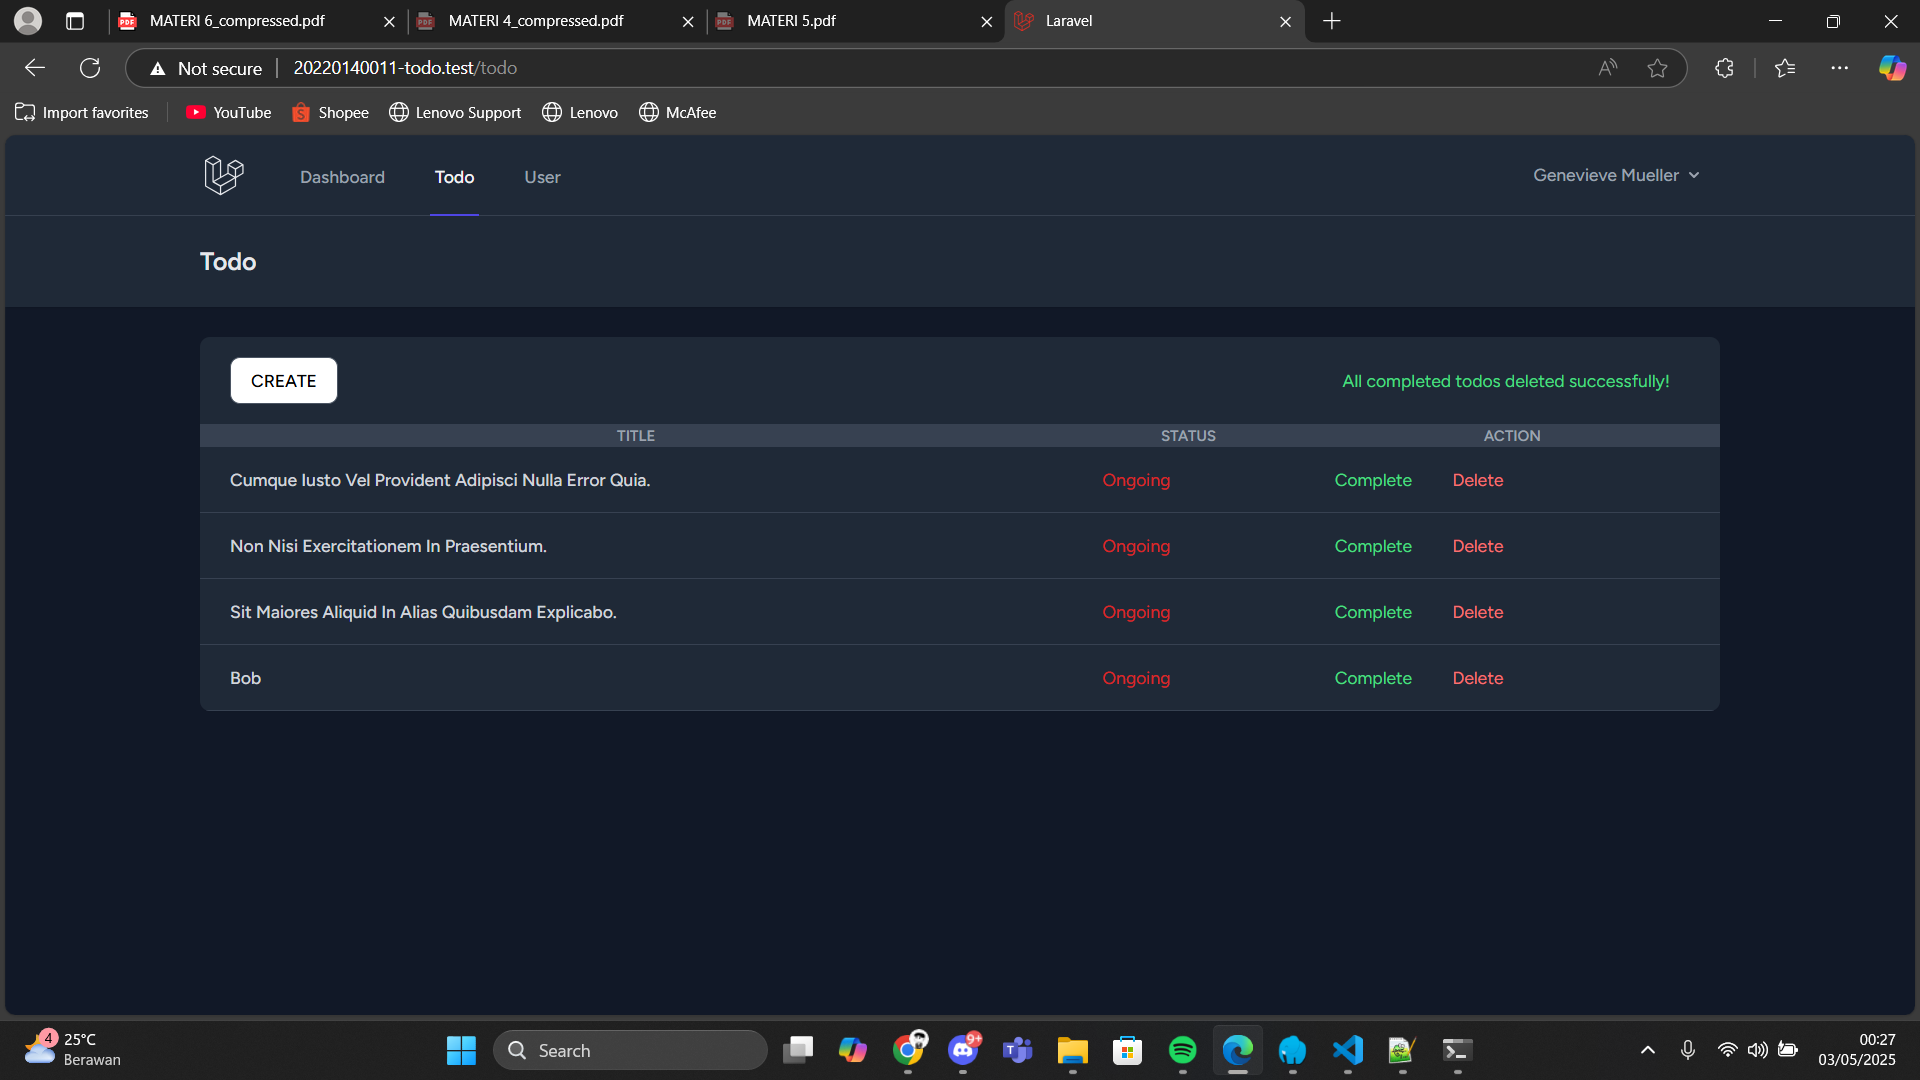 MATERI 6_compressed.pdf
MATERI 4_compressed.pdf
MATERI 5.pdf
Laravel
Not secure
20220140011-todo.test/todo
Import favorites
YouTube
Shopee
Lenovo Support
Lenovo
McAfee
Dashboard
Todo
User
Genevieve Mueller
Todo
CREATE
All completed todos deleted successfully!
TITLE STATUS ACTION
Cumque Iusto Vel Provident Adipisci Nulla Error Quia. Ongoing Complete Delete
Non Nisi Exercitationem In Praesentium. Ongoing Complete Delete
Sit Maiores Aliquid In Alias Quibusdam Explicabo. Ongoing Complete Delete
Bob Ongoing Complete Delete
4
25°C
Berawan
Search
9+
00:27
03/05/2025